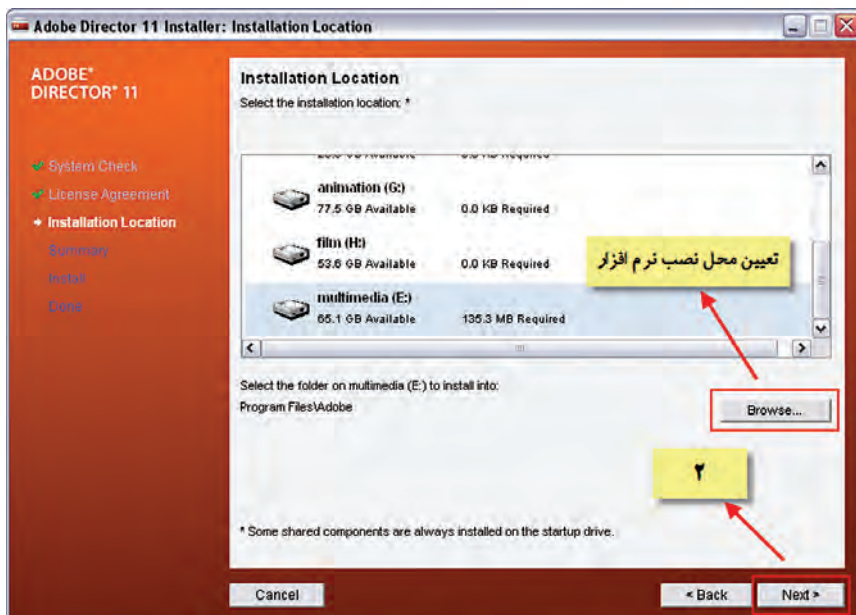 Adobe Director 11 Installer: Installation Location
ADOBE®
DIRECTOR® 11
System Check
License Agreement
Installation Location
Summary
Install
Done
Installation Location
Select the installation location: *
animation (G:)
77.5 GB Available 0.0 KB Required
film (H:)
53.6 GB Available 0.0 KB Required
multimedia (E:)
65.1 GB Available 135.3 MB Required
تعیین محل نصب نرم افزار
Select the folder on multimedia (E:) to install into:
Program Files\Adobe
Browse...
۲
* Some shared components are always installed on the startup drive.
Cancel
< Back
Next >